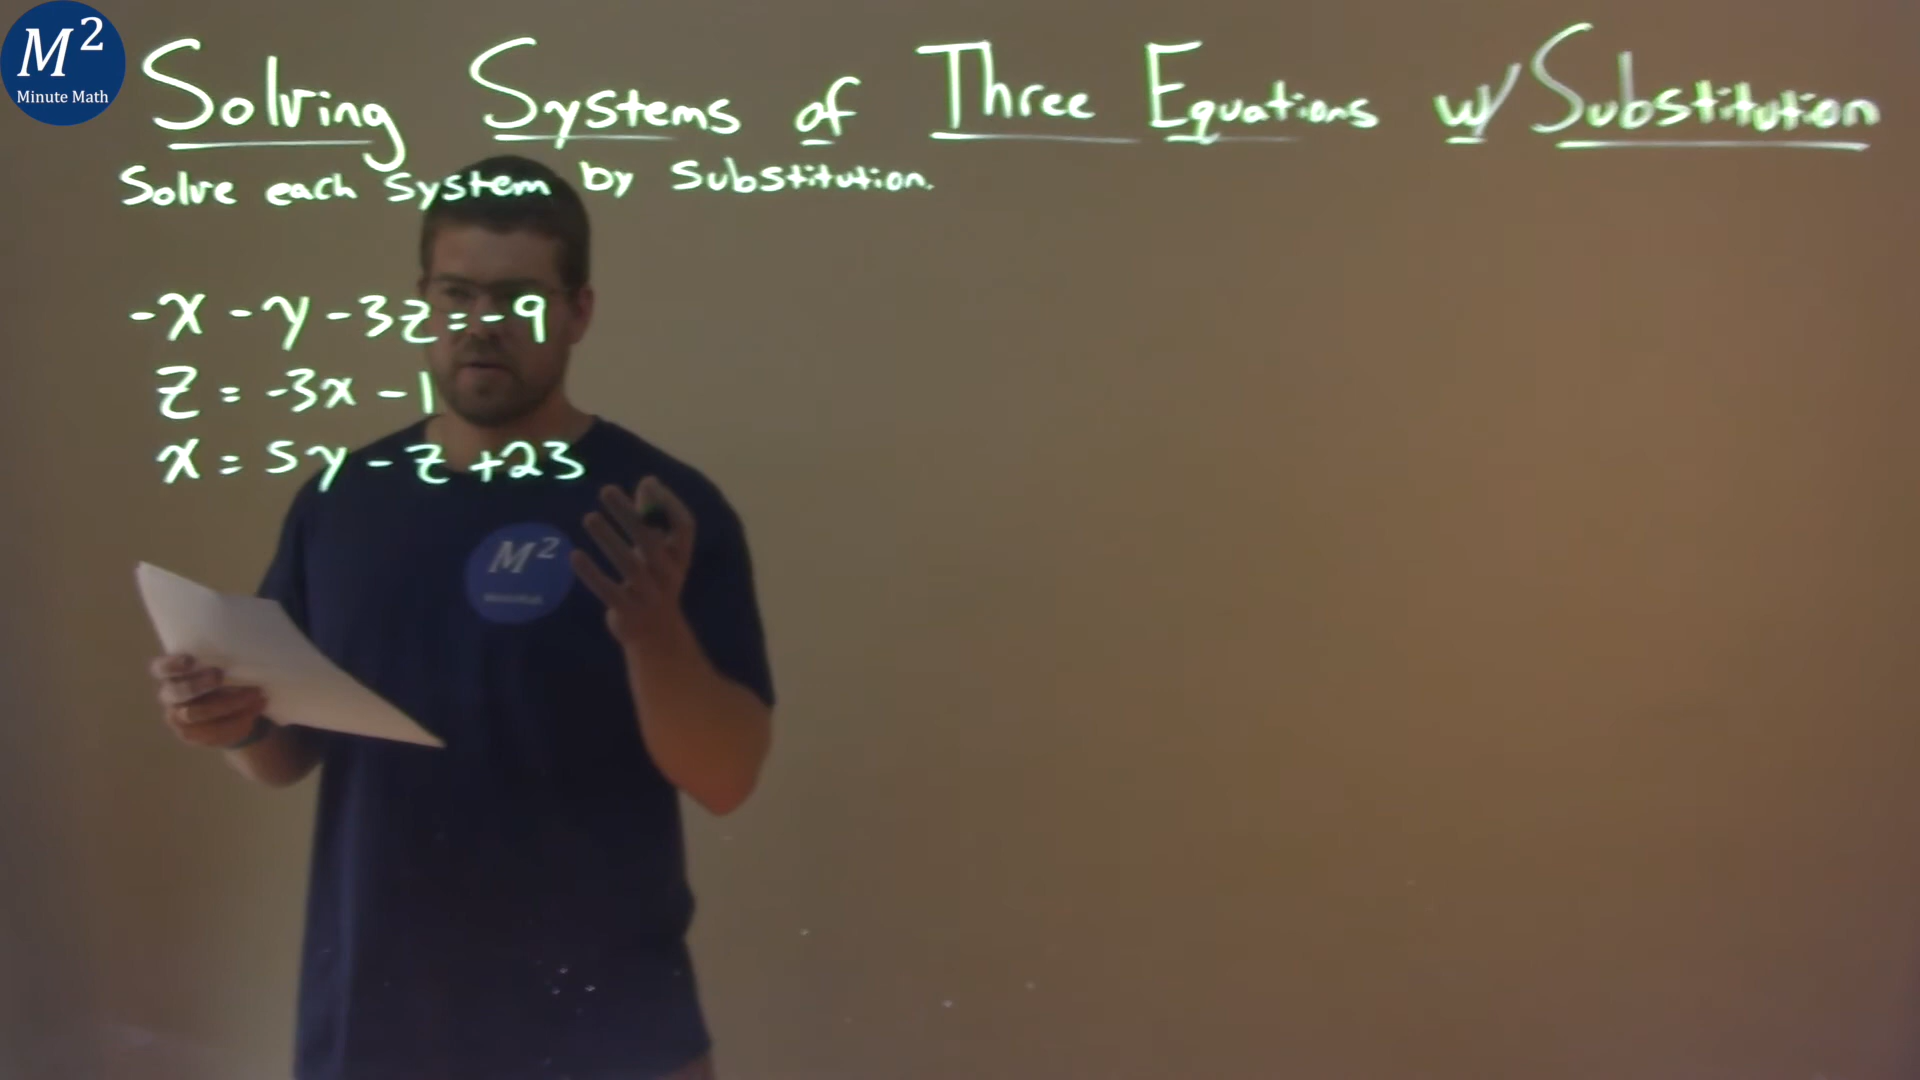 M²
Minute Math
Solving Systems of Three Equations w/ Substitution
Solve each system by substitution.
-x - y - 3z = -9
z = -3x - 1
x = 5y - z + 23
M²